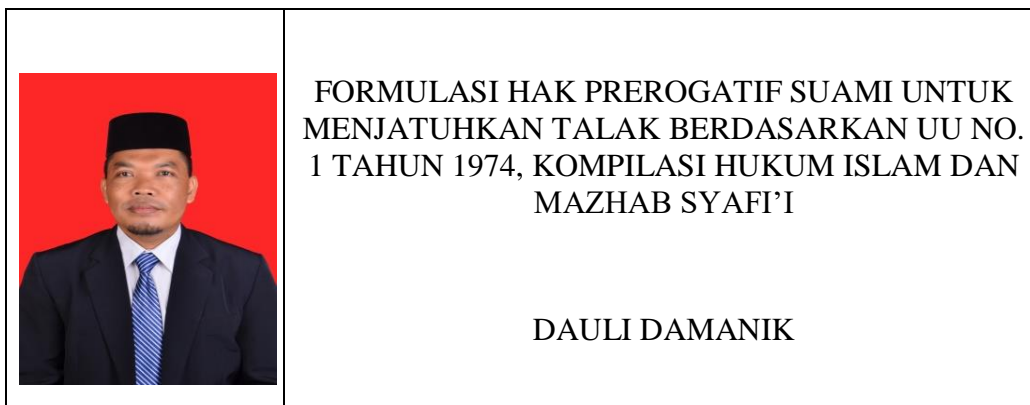 FORMULASI HAK PREROGATIF SUAMI UNTUK
MENJATUHKAN TALAK BERDASARKAN UU NO.
1 TAHUN 1974, KOMPILASI HUKUM ISLAM DAN
MAZHAB SYAFI’I
DAULI DAMANIK